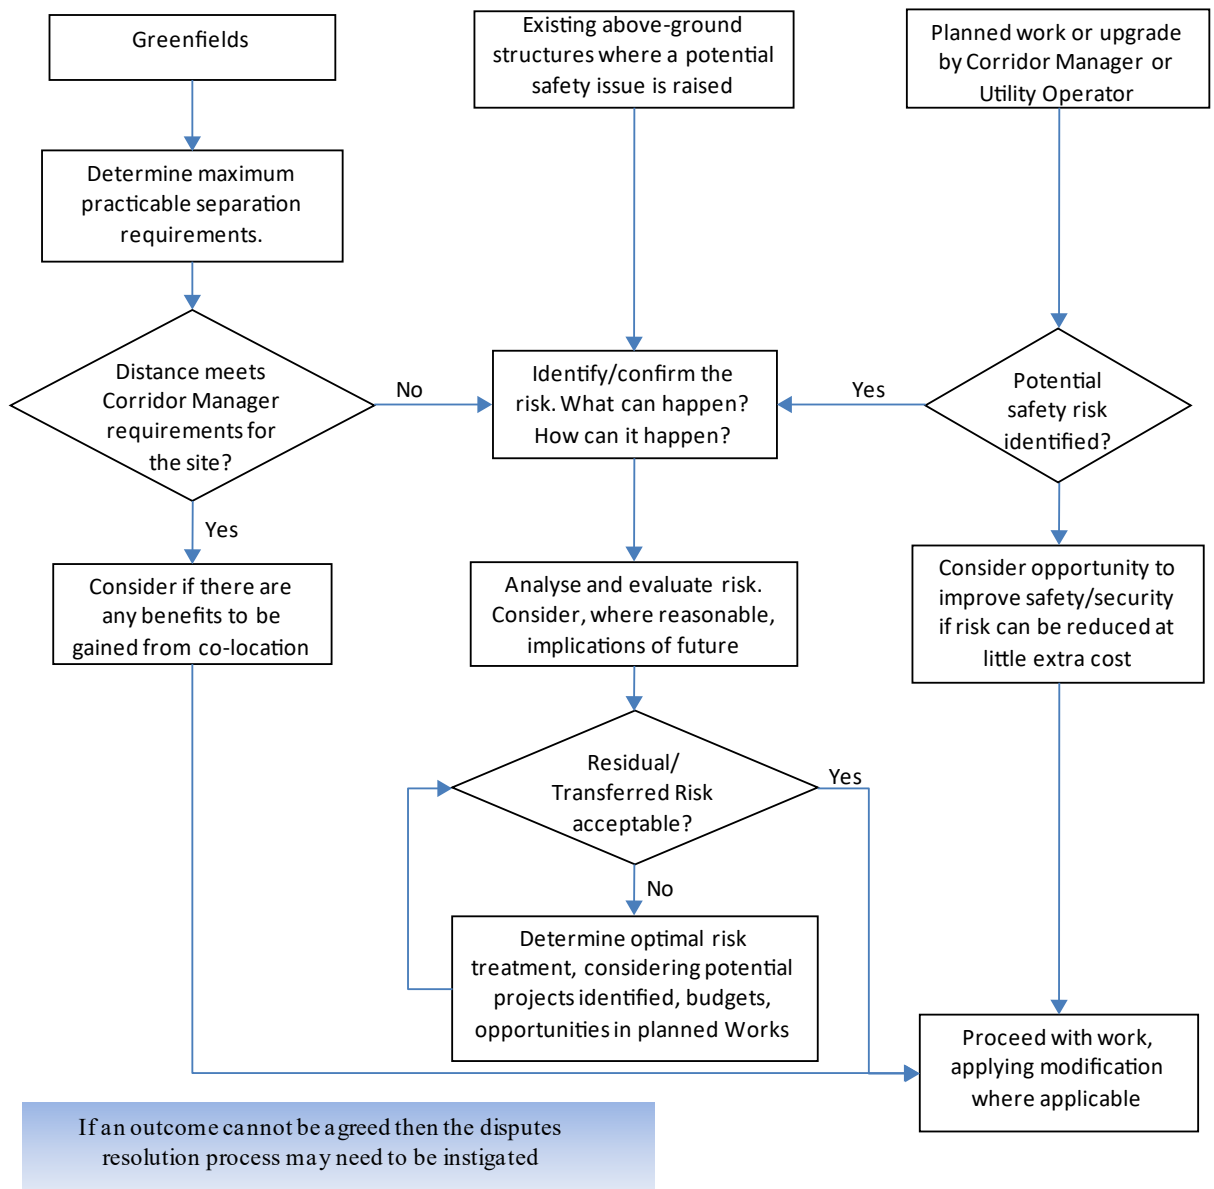 Greenfields
Existing above-ground
structures where a potential
safety issue is raised
Planned work or upgrade
by Corridor Manager or
Utility Operator
Determine maximum
practicable separation
requirements.
Distance meets
Corridor Manager
requirements for
the site?
No
Identify/confirm the
risk. What can happen?
How can it happen?
Yes
Potential
safety risk
identified?
Yes
Consider if there are
any benefits to be
gained from co-location
Analyse and evaluate risk.
Consider, where reasonable,
implications of future
Consider opportunity to
improve safety/security
if risk can be reduced at
little extra cost
Residual/
Transferred Risk
acceptable?
Yes
No
Determine optimal risk
treatment, considering potential
projects identified, budgets,
opportunities in planned Works
Proceed with work,
applying modification
where applicable
If an outcome cannot be agreed then the disputes
resolution process may need to be instigated